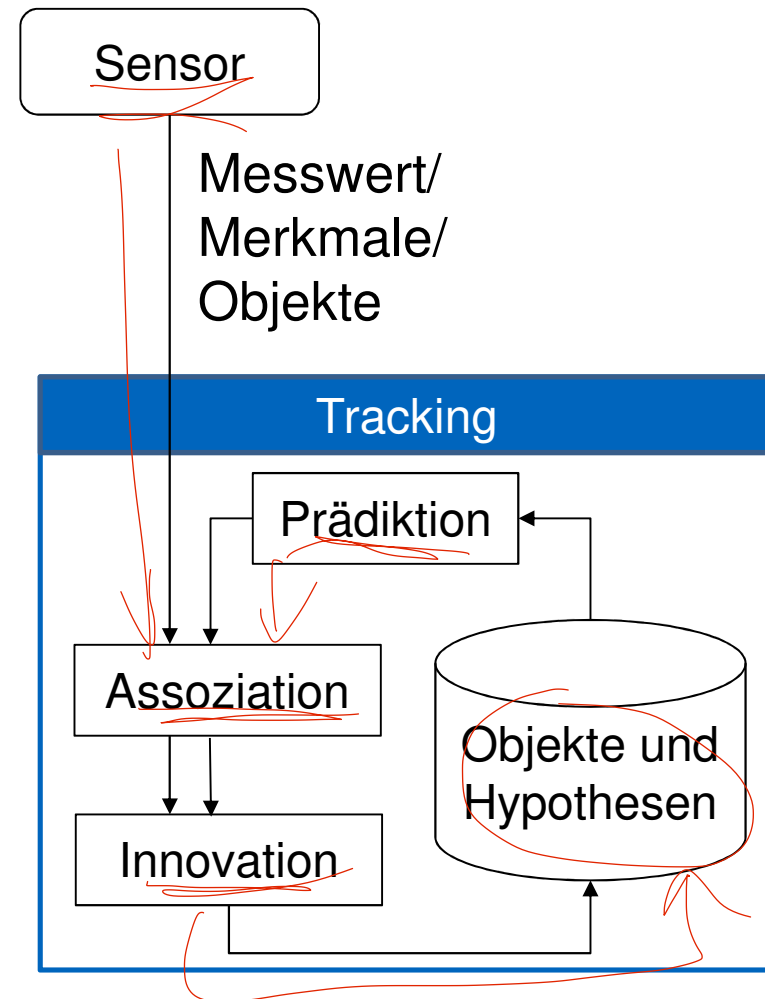 Sensor
Messwert/
Merkmale/
Objekte
Tracking
Prädiktion
Assoziation
Objekte und
Hypothesen
Innovation